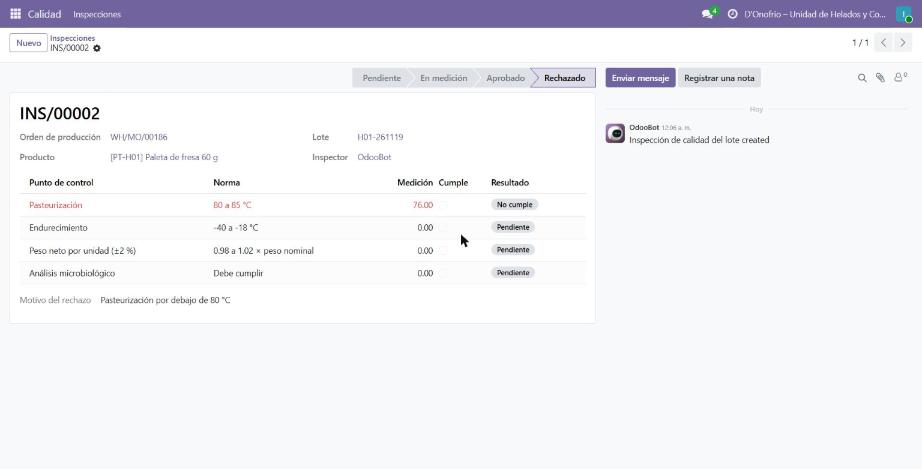 Calidad Inspecciones 4 D'Onofrio – Unidad de Helados y Co... I
Nuevo Inspecciones
INS/00002
1 / 1
Pendiente En medición Aprobado Rechazado
Enviar mensaje Registrar una nota 0
INS/00002
Orden de producción WH/MO/00186 Lote H01-261119
Producto [PT-H01] Paleta de fresa 60 g Inspector OdooBot
Punto de control Norma Medición Cumple Resultado
Pasteurización 80 a 85 °C 76.00 No cumple
Endurecimiento -40 a -18 °C 0.00 Pendiente
Peso neto por unidad (±2 %) 0.98 a 1.02 × peso nominal 0.00 Pendiente
Análisis microbiológico Debe cumplir 0.00 Pendiente
Motivo del rechazo Pasteurización por debajo de 80 °C
Hoy
OdooBot 12:06 a. m.
Inspección de calidad del lote created